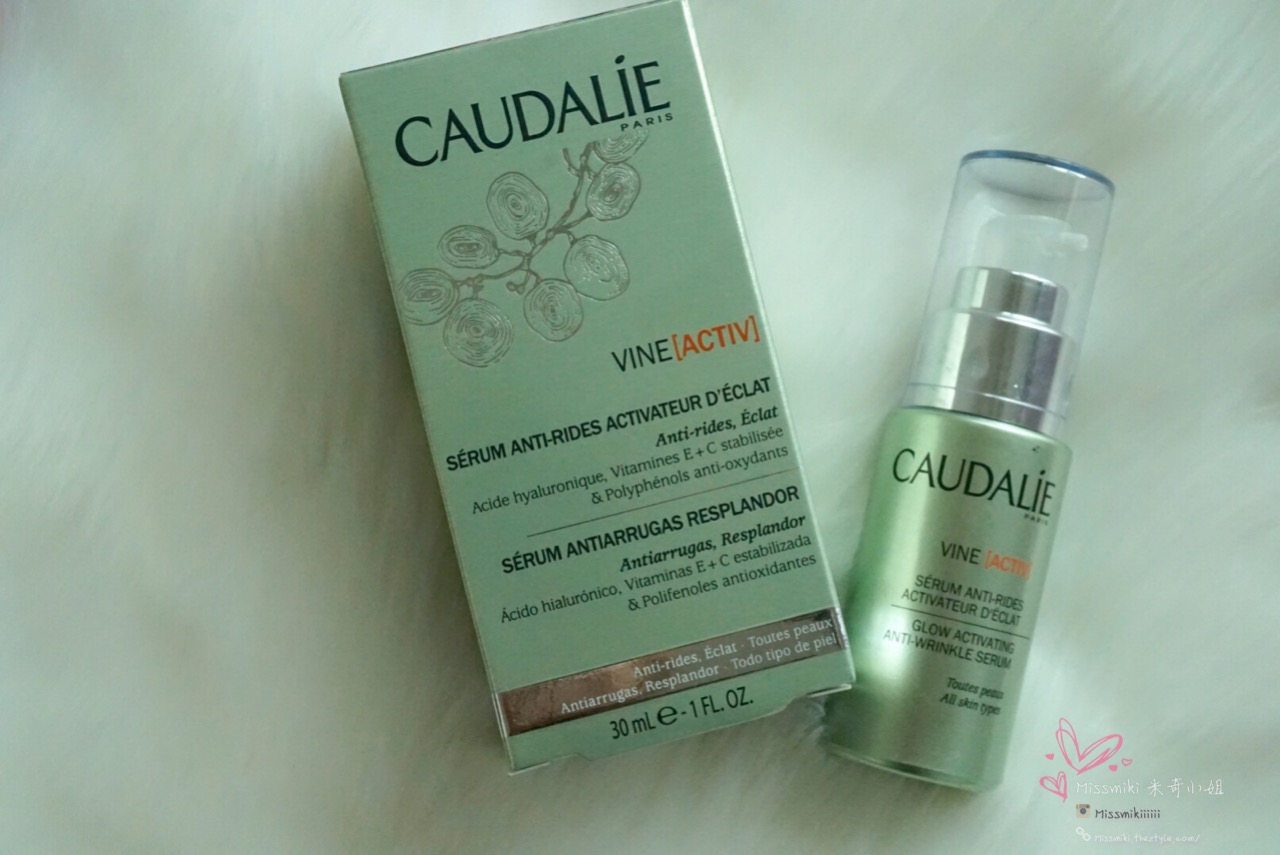 CAUDALIE
PARIS
VINE[ACTIV]
SÉRUM ANTI-RIDES ACTIVATEUR D'ÉCLAT
Anti-rides, Éclat
Acide hyaluronique, Vitamines E + C stabilisée
& Polyphénols anti-oxydants
SÉRUM ANTIARRUGAS RESPLANDOR
Antiarrugas, Resplandor
Ácido hialurónico, Vitaminas E + C estabilizada
& Polifenoles antioxidantes
Anti-rides, Éclat · Toutes peaux
Antiarrugas, Resplandor · Todo tipo de piel
30 mL e - 1 FL. OZ.
CAUDALIE
PARIS
VINE [ACTIV]
SÉRUM ANTI-RIDES
ACTIVATEUR D'ÉCLAT
GLOW ACTIVATING
ANTI-WRINKLE SERUM
Toutes peaux
All skin types
Missmiki 米奇小姐
Missmikiiiiii
Missmiki.thestyle.com/